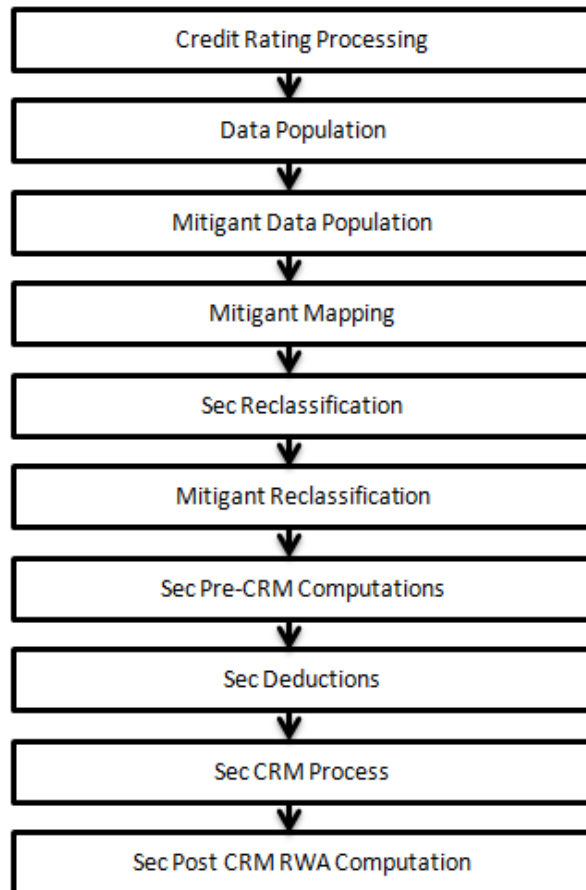 Credit Rating Processing
Data Population
Mitigant Data Population
Mitigant Mapping
Sec Reclassification
Mitigant Reclassification
Sec Pre-CRM Computations
Sec Deductions
Sec CRM Process
Sec Post CRM RWA Computation